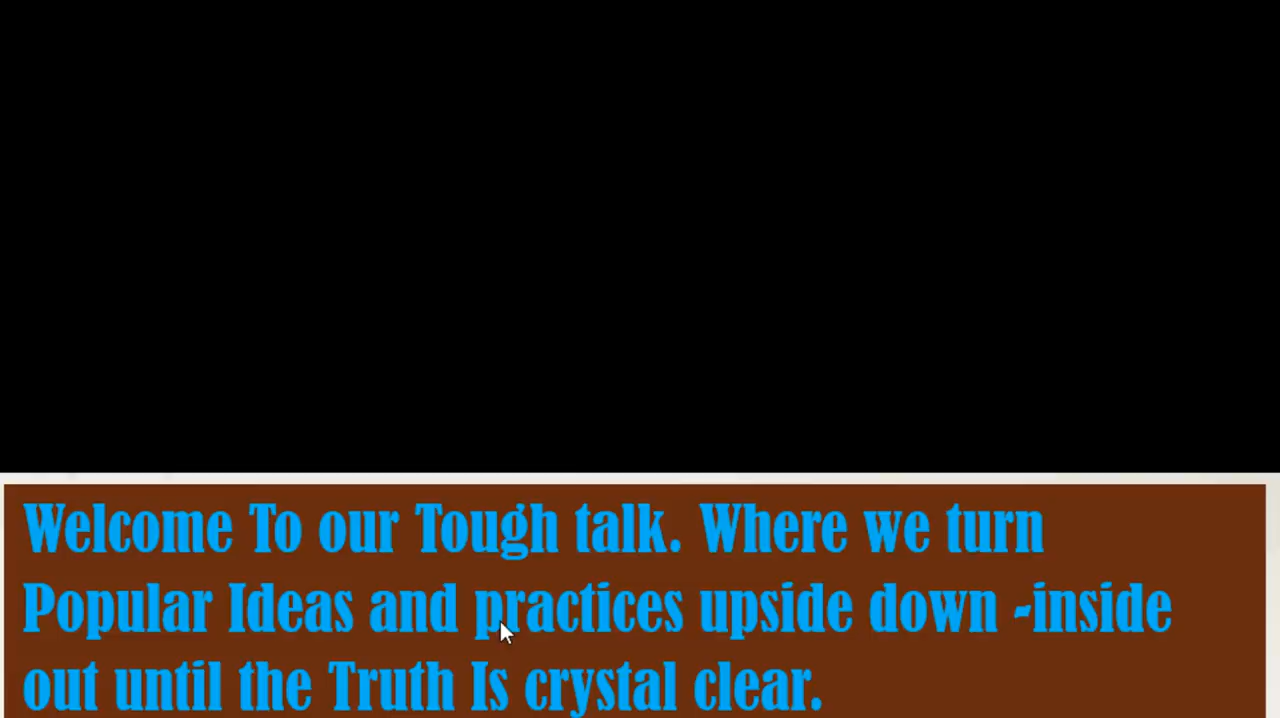 Welcome To our Tough talk. Where we turn
Popular Ideas and practices upside down -inside
out until the Truth Is crystal clear.